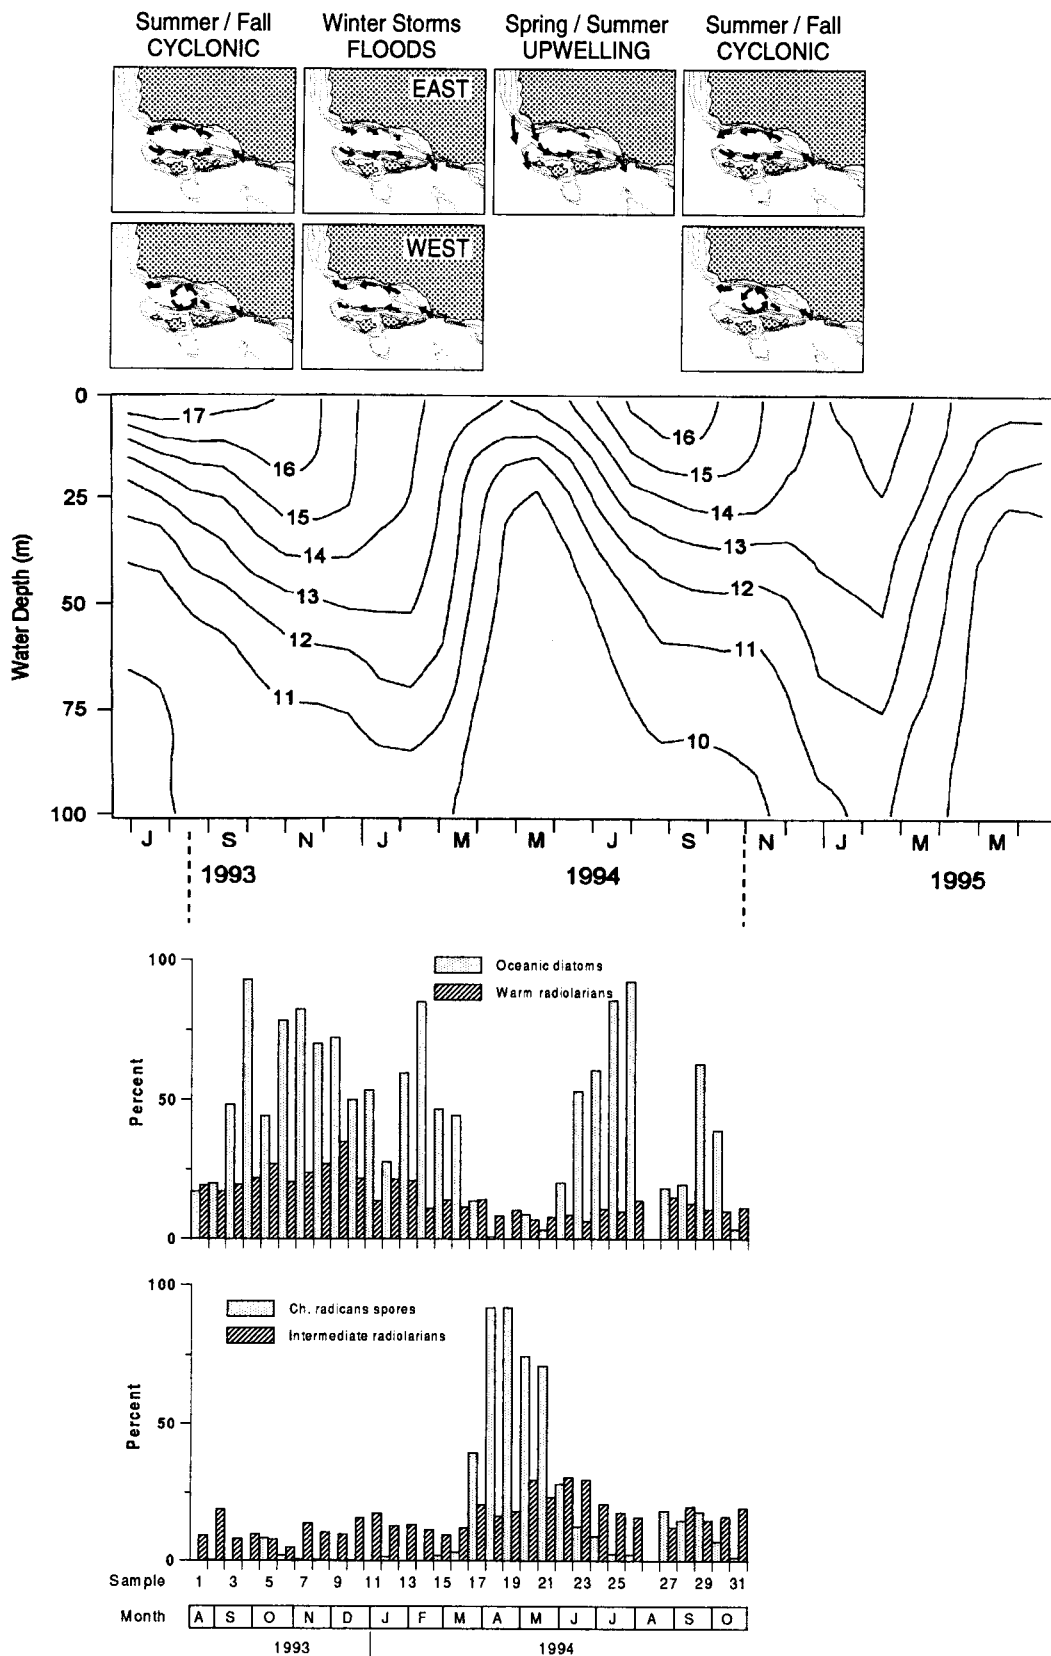 Summer / Fall Winter Storms Spring / Summer Summer / Fall
CYCLONIC FLOODS UPWELLING CYCLONIC
EAST
WEST
0
17
16 16
15 15
25
14 14
13
13
12
50
12
11
11
75
10
100
Water Depth (m)
J S N J M M J S N J M M
1993 1994 1995
100
Oceanic diatoms
Warm radiolarians
50
0
Percent
100
Ch. radicans spores
Intermediate radiolarians
50
0
Percent
Sample 1 3 5 7 9 11 13 15 17 19 21 23 25 27 29 31
Month A S O N D J F M A M J J A S O
1993 1994